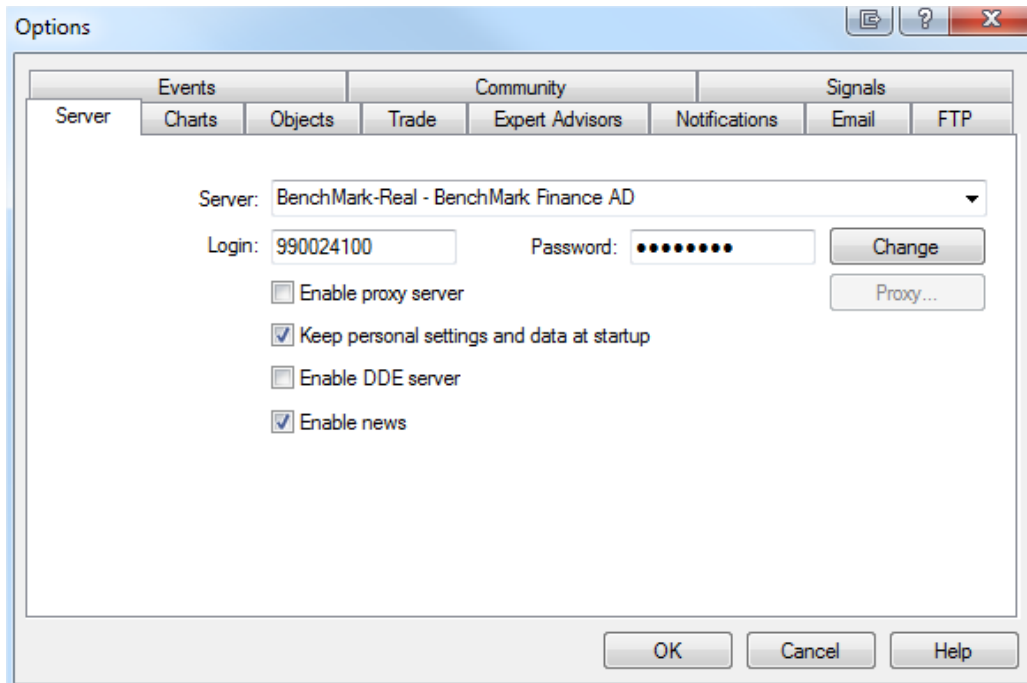 Options
Events Community Signals
Server Charts Objects Trade Expert Advisors Notifications Email FTP
Server: BenchMark-Real - BenchMark Finance AD
Login: 990024100 Password: ●●●●●●●● Change
Enable proxy server Proxy...
Keep personal settings and data at startup
Enable DDE server
Enable news
OK Cancel Help